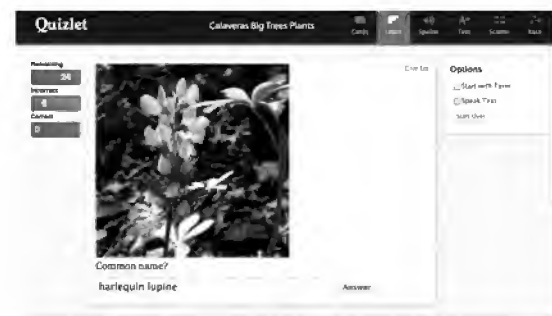 Quizlet
Calaveras Big Trees Plants
Cards
Learn
Speller
Test
Scatter
Race
Remaining
24
Incorrect
Correct
0
Options
Start with
Speak Text
Start Over
Common name?
harlequin lupine
Answer